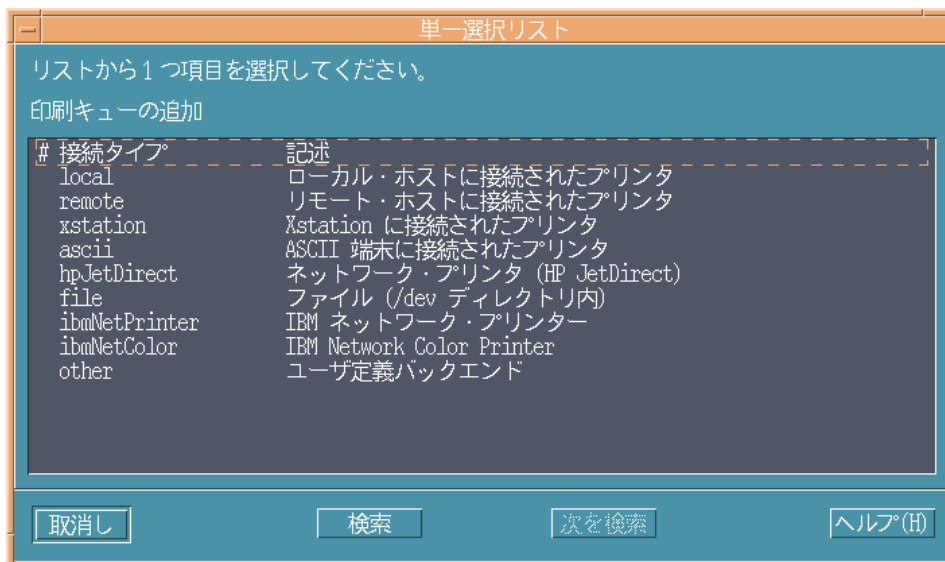 単一選択リスト
リストから1つ項目を選択してください。
印刷キューの追加
# 接続タイプ 記述
local ローカル・ホストに接続されたプリンタ
remote リモート・ホストに接続されたプリンタ
xstation Xstation に接続されたプリンタ
ascii ASCII 端末に接続されたプリンタ
hpJetDirect ネットワーク・プリンタ (HP JetDirect)
file ファイル (/dev ディレクトリ内)
ibmNetPrinter IBM ネットワーク・プリンター
ibmNetColor IBM Network Color Printer
other ユーザ定義バックエンド
取消し 検索 次を検索 ヘルプ(H)